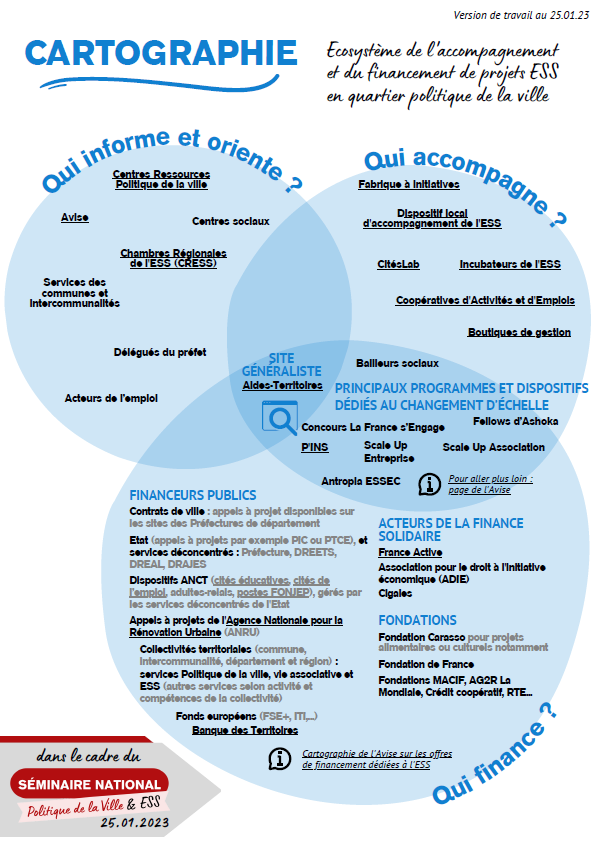 Version de travail au 25.01.23
CARTOGRAPHIE
Ecosystème de l'accompagnement
et du financement de projets ESS
en quartier politique de la ville
Qui informe et oriente ?
Centres Ressources
Politique de la ville
Avise
Centres sociaux
Chambres Régionales
de l'ESS (CRESS)
Services des
communes et
intercommunalités
Délégués du préfet
Acteurs de l'emploi
Qui accompagne ?
Fabrique à initiatives
Dispositif local
d'accompagnement de l'ESS
CitésLab
Incubateurs de l'ESS
Coopératives d'Activités et d'Emplois
Boutiques de gestion
Bailleurs sociaux
SITE
GÉNÉRALISTE
Aides-Territoires
PRINCIPAUX PROGRAMMES ET DISPOSITIFS
DÉDIÉS AU CHANGEMENT D'ÉCHELLE
Concours La France s'Engage
Fellows d'Ashoka
P'INS
Scale Up
Entreprise
Scale Up Association
Antropia ESSEC
Pour aller plus loin :
page de l'Avise
FINANCEURS PUBLICS
Contrats de ville : appels à projet disponibles sur
les sites des Préfectures de département
Etat (appels à projets par exemple PIC ou PTCE), et
services déconcentrés : Préfecture, DREETS,
DREAL, DRAJES
Dispositifs ANCT (cités éducatives, cités de
l'emploi, adultes-relais, postes FONJEP), gérés par
les services déconcentrés de l'Etat
Appels à projets de l'Agence Nationale pour la
Rénovation Urbaine (ANRU)
Collectivités territoriales (commune,
intercommunalité, département et région) :
services Politique de la ville, vie associative et
ESS (autres services selon activité et
compétences de la collectivité)
Fonds européens (FSE+, ITI,...)
Banque des Territoires
ACTEURS DE LA FINANCE
SOLIDAIRE
France Active
Association pour le droit à l'initiative
économique (ADIE)
Cigales
FONDATIONS
Fondation Carasso pour projets
alimentaires ou culturels notamment
Fondation de France
Fondations MACIF, AG2R La
Mondiale, Crédit coopératif, RTE...
Cartographie de l'Avise sur les offres
de financement dédiées à l'ESS
Qui finance ?
dans le cadre du
SÉMINAIRE NATIONAL
Politique de la Ville & ESS
25.01.2023